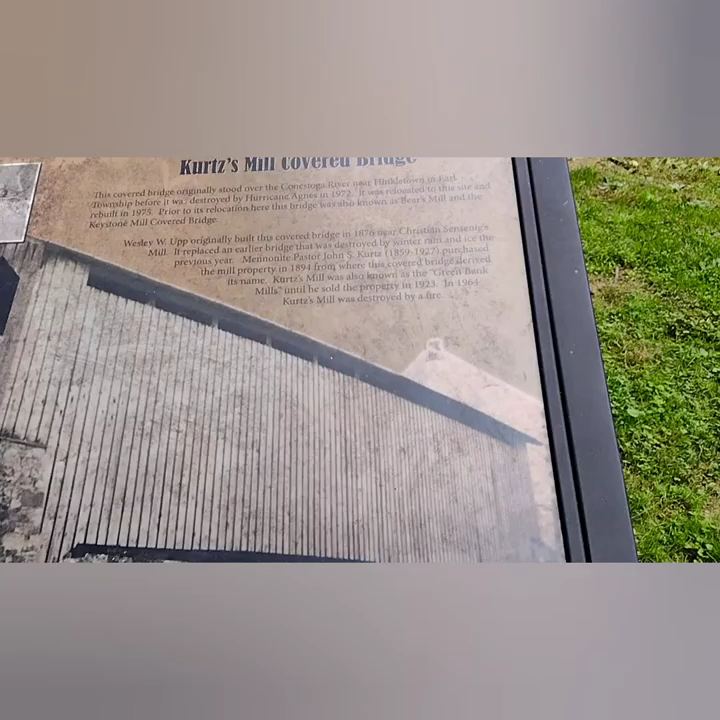 Kurtz's Mill Covered Bridge
This covered bridge originally stood over the Conestoga River near Hinkletown in Earl
Township before it was destroyed by Hurricane Agnes in 1972. It was relocated to this site and
rebuilt in 1975. Prior to its relocation here this bridge was also known as Bear's Mill and the
Keystone Mill Covered Bridge.
Wesley W. Upp originally built this covered bridge in 1876 near Christian Sensenig's
Mill. It replaced an earlier bridge that was destroyed by winter rain and ice the
previous year. Mennonite Pastor John S. Kurtz (1859-1927) purchased
the mill property in 1894 from where this covered bridge derived
its name. Kurtz's Mill was also known as the "Green Bank
Mills" until he sold the property in 1923. In 1964
Kurtz's Mill was destroyed by a fire.